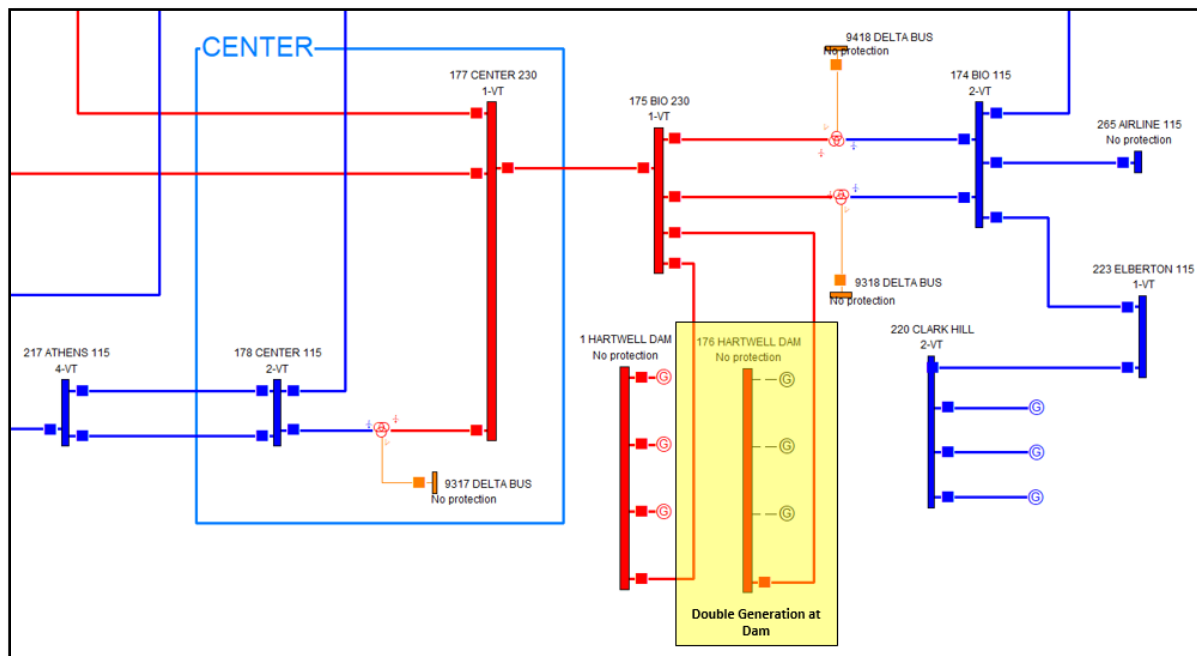 9418 DELTA BUS
No protection
CENTER
177 CENTER 230
1-VT
175 BIO 230
1-VT
174 BIO 115
2-VT
265 AIRLINE 115
No protection
223 ELBERTON 115
1-VT
9318 DELTA BUS
No protection
217 ATHENS 115
4-VT
178 CENTER 115
2-VT
1 HARTWELL DAM
No protection
176 HARTWELL DAM
No protection
220 CLARK HILL
2-VT
G
G
G
G
G
G
G
G
G
9317 DELTA BUS
No protection
Double Generation at
Dam